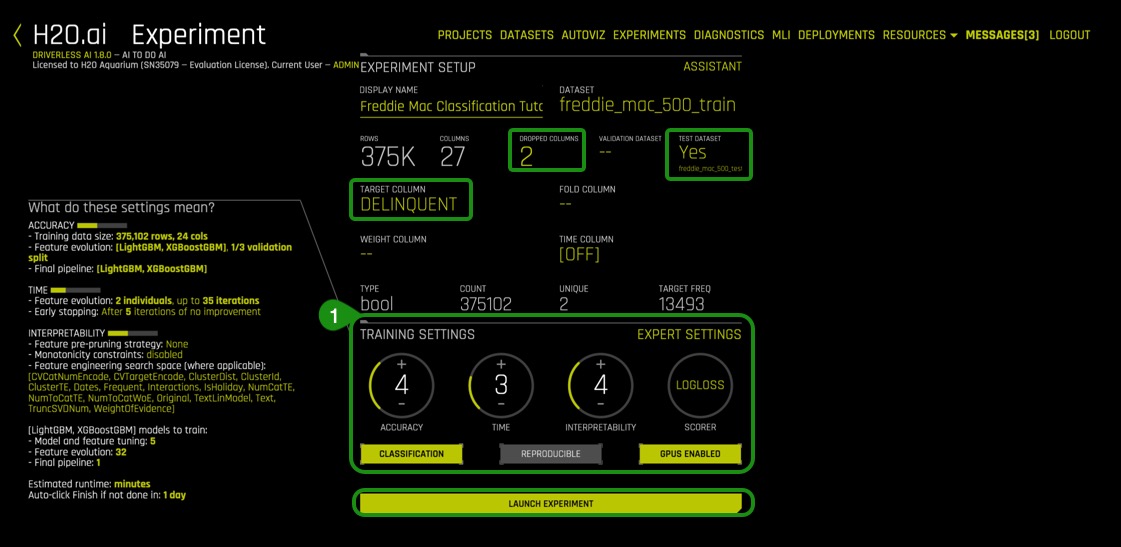 H2O.ai Experiment
PROJECTS DATASETS AUTOVIZ EXPERIMENTS DIAGNOSTICS MLI DEPLOYMENTS RESOURCES MESSAGES[3] LOGOUT
DRIVERLESS AI 1.8.0 – AI TO DO AI
Licensed to H2O Aquarium (SN35079 – Evaluation License). Current User – ADMIN
EXPERIMENT SETUP
ASSISTANT
DISPLAY NAME
Freddie Mac Classification Tuto
DATASET
freddie_mac_500_train
ROWS
375K
COLUMNS
27
DROPPED COLUMNS
2
VALIDATION DATASET
--
TEST DATASET
Yes
freddie_mac_500_test
TARGET COLUMN
DELINQUENT
FOLD COLUMN
--
WEIGHT COLUMN
--
TIME COLUMN
[OFF]
TYPE
bool
COUNT
375102
UNIQUE
2
TARGET FREQ
13493
What do these settings mean?
ACCURACY
- Training data size: 375,102 rows, 24 cols
- Feature evolution: [LightGBM, XGBoostGBM], 1/3 validation
split
- Final pipeline: [LightGBM, XGBoostGBM]
TIME
- Feature evolution: 2 individuals, up to 35 iterations
- Early stopping: After 5 iterations of no improvement
INTERPRETABILITY
- Feature pre-pruning strategy: None
- Monotonicity constraints: disabled
- Feature engineering search space (where applicable):
[CVCatNumEncode, CVTargetEncode, ClusterDist, ClusterId,
ClusterTE, Dates, Frequent, Interactions, IsHoliday, NumCatTE,
NumToCatTE, NumToCatWoE, Original, TextLinModel, Text,
TruncSVDNum, WeightOfEvidence]
[LightGBM, XGBoostGBM] models to train:
- Model and feature tuning: 5
- Feature evolution: 32
- Final pipeline: 1
Estimated runtime: minutes
Auto-click Finish if not done in: 1 day
1
TRAINING SETTINGS
EXPERT SETTINGS
+
4
-
ACCURACY
+
3
-
TIME
+
4
-
INTERPRETABILITY
LOGLOSS
SCORER
CLASSIFICATION
REPRODUCIBLE
GPUS ENABLED
LAUNCH EXPERIMENT